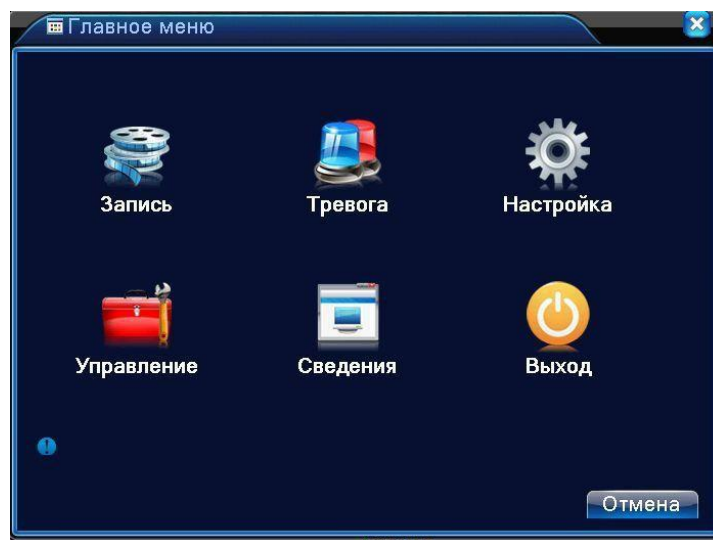 Главное меню
Запись Тревога Настройка
Управление Сведения Выход
Отмена